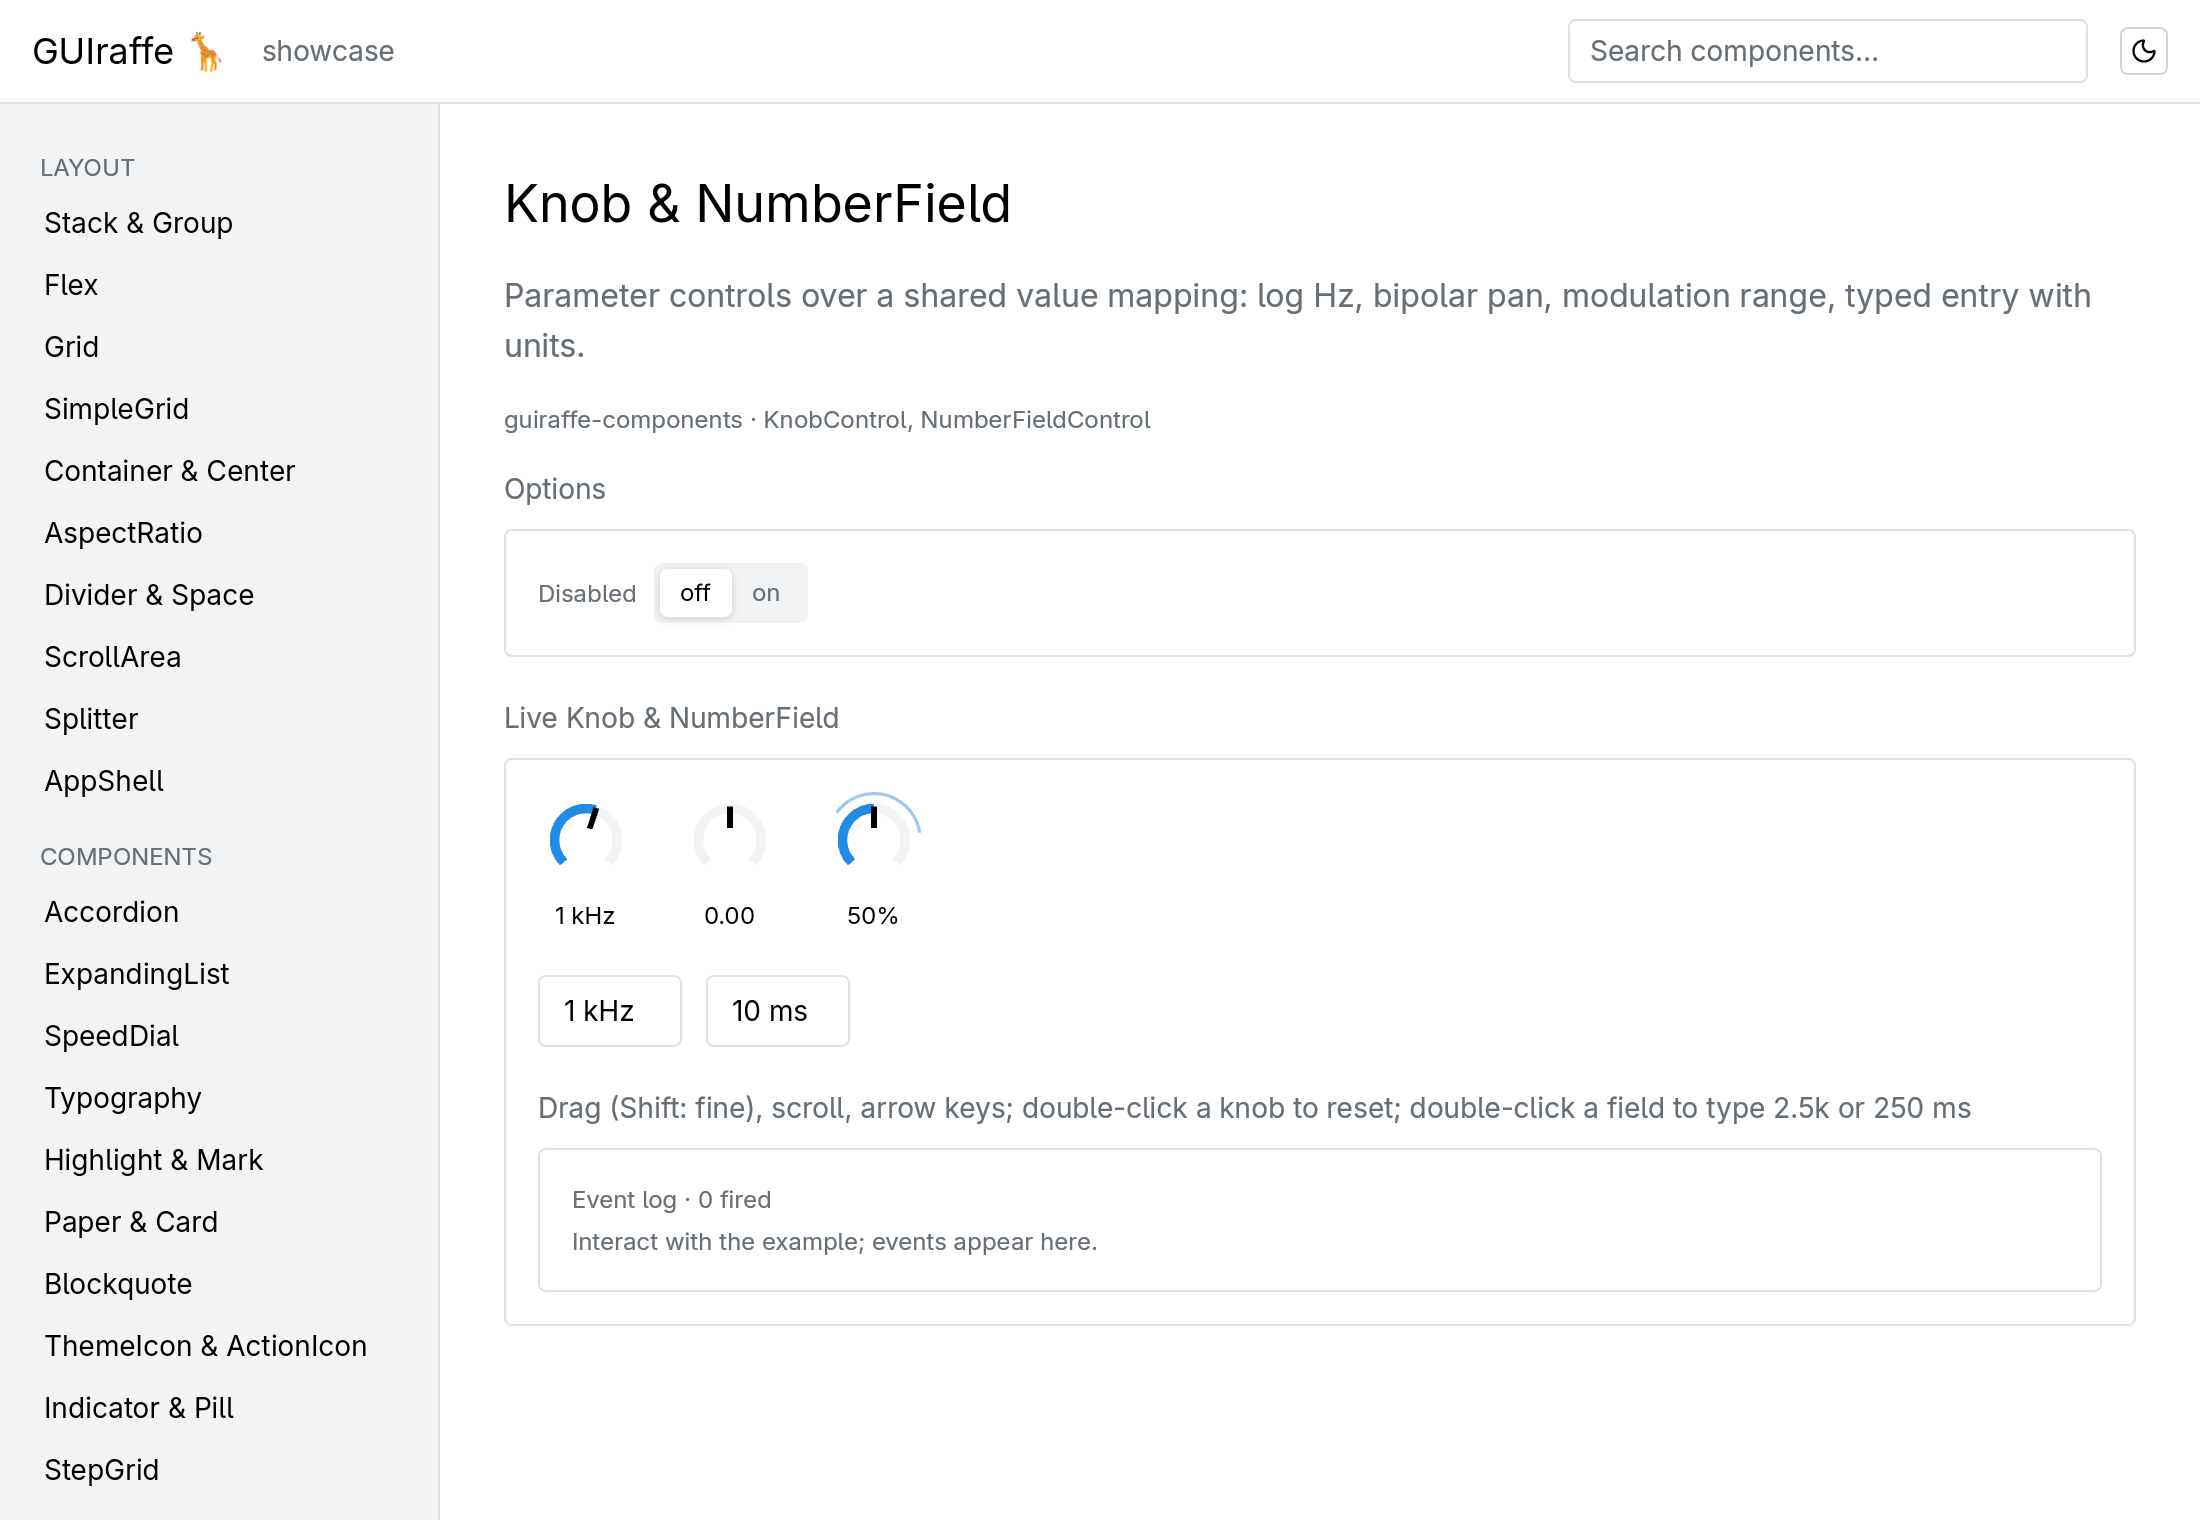 GUIraffe 🦒 showcase
Search components...
LAYOUT
Stack & Group
Flex
Grid
SimpleGrid
Container & Center
AspectRatio
Divider & Space
ScrollArea
Splitter
AppShell
COMPONENTS
Accordion
ExpandingList
SpeedDial
Typography
Highlight & Mark
Paper & Card
Blockquote
ThemeIcon & ActionIcon
Indicator & Pill
StepGrid
Knob & NumberField
Parameter controls over a shared value mapping: log Hz, bipolar pan, modulation range, typed entry with
units.
guiraffe-components · KnobControl, NumberFieldControl
Options
Disabled off on
Live Knob & NumberField
1 kHz 0.00 50%
1 kHz 10 ms
Drag (Shift: fine), scroll, arrow keys; double-click a knob to reset; double-click a field to type 2.5k or 250 ms
Event log · 0 fired
Interact with the example; events appear here.